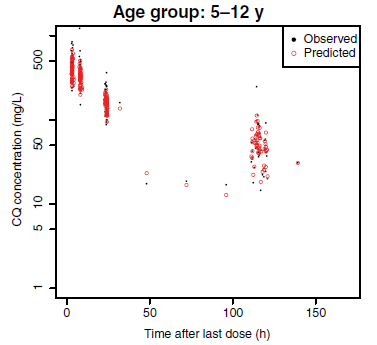 Age group: 5–12 y
Observed
Predicted
CQ concentration (mg/L)
500
50
10
5
1
0
50
100
150
Time after last dose (h)